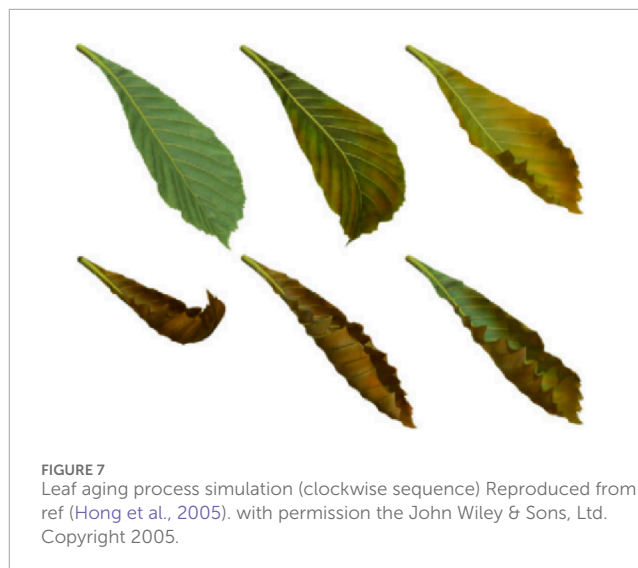 FIGURE 7
Leaf aging process simulation (clockwise sequence) Reproduced from
ref (Hong et al., 2005). with permission the John Wiley & Sons, Ltd.
Copyright 2005.